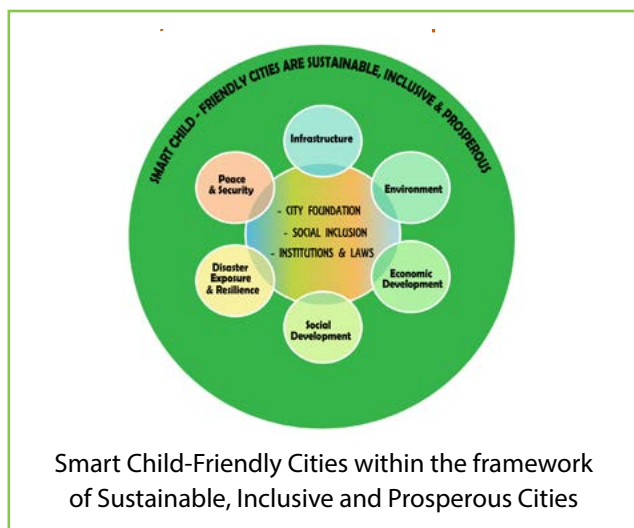 SMART CHILD - FRIENDLY CITIES ARE SUSTAINABLE, INCLUSIVE & PROSPEROUS
Infrastructure
Peace
& Security
Environment
- CITY FOUNDATION
- SOCIAL INCLUSION
- INSTITUTIONS & LAWS
Disaster
Exposure
& Resilience
Economic
Development
Social
Development
Smart Child-Friendly Cities within the framework
of Sustainable, Inclusive and Prosperous Cities